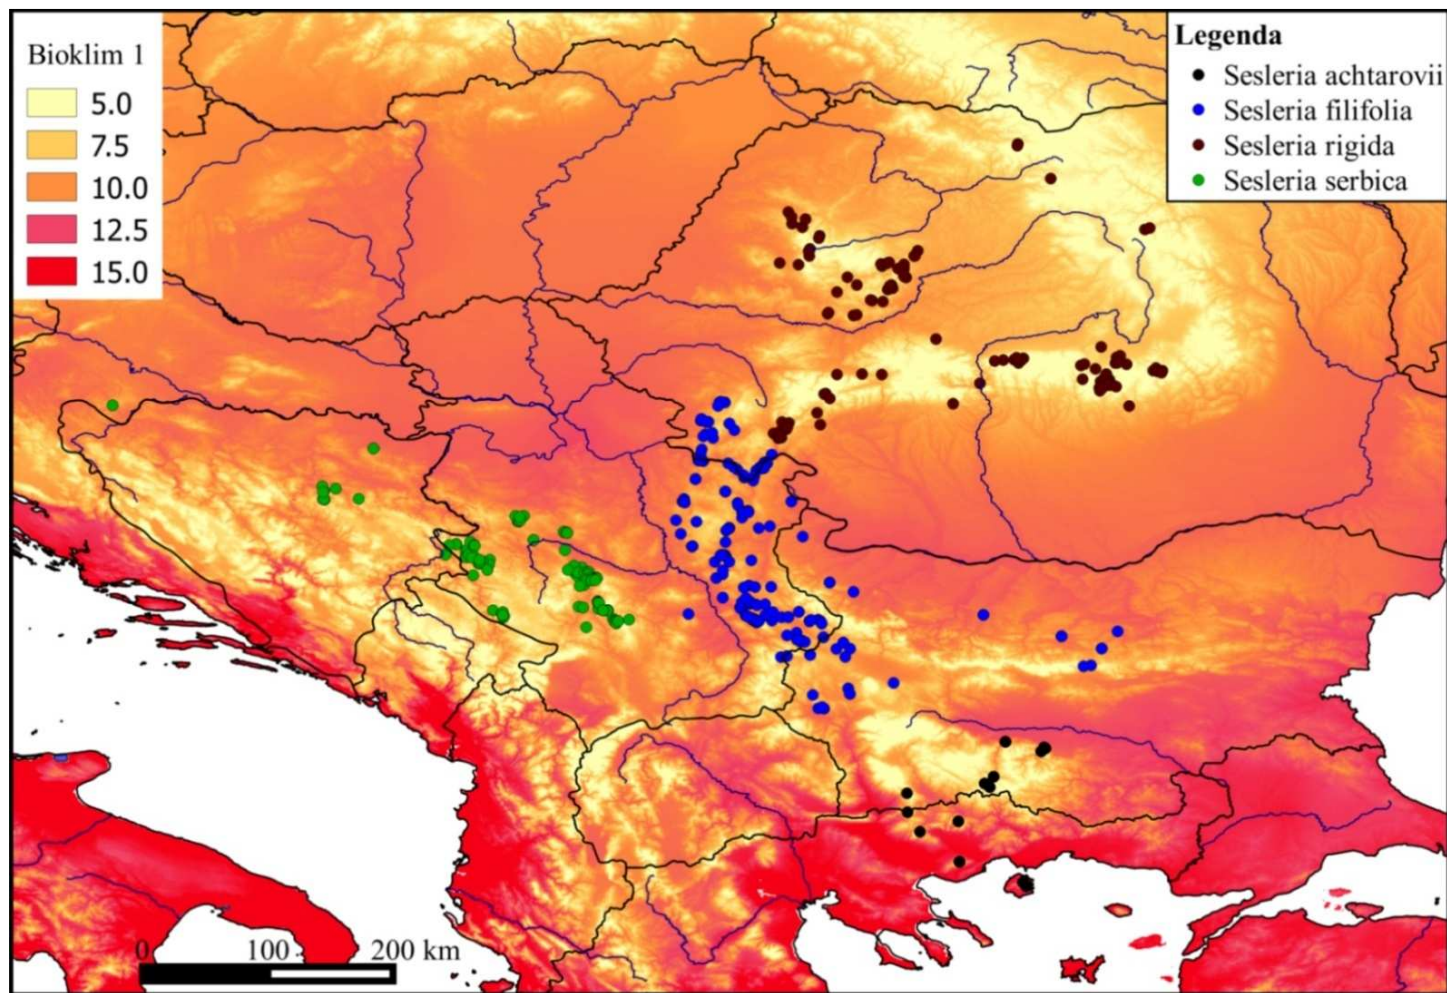 Bioklim 1
5.0
7.5
10.0
12.5
15.0
Legenda
Sesleria achtarovii
Sesleria filifolia
Sesleria rigida
Sesleria serbica
0 100 200 km